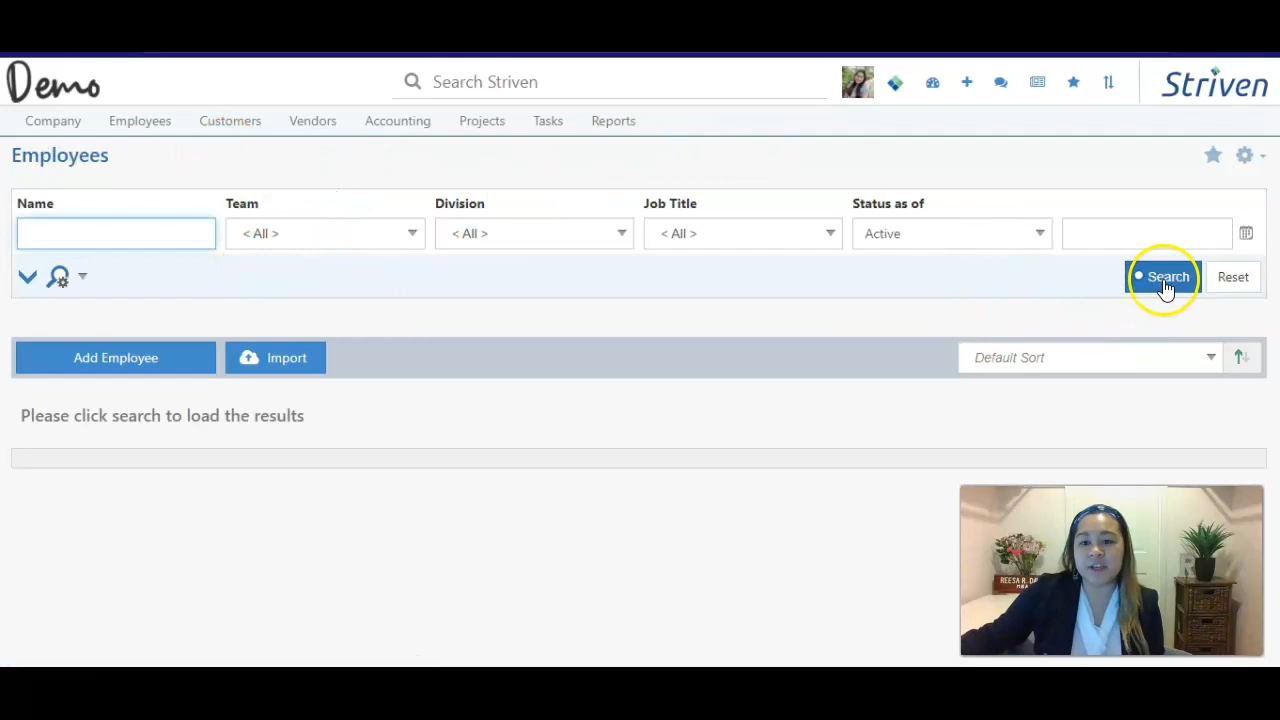 Demo
Search Striven
Striven
Company Employees Customers Vendors Accounting Projects Tasks Reports
Employees
Name Team Division Job Title Status as of
< All > < All > < All > Active
Search Reset
Add Employee Import Default Sort
Please click search to load the results
REESA R.